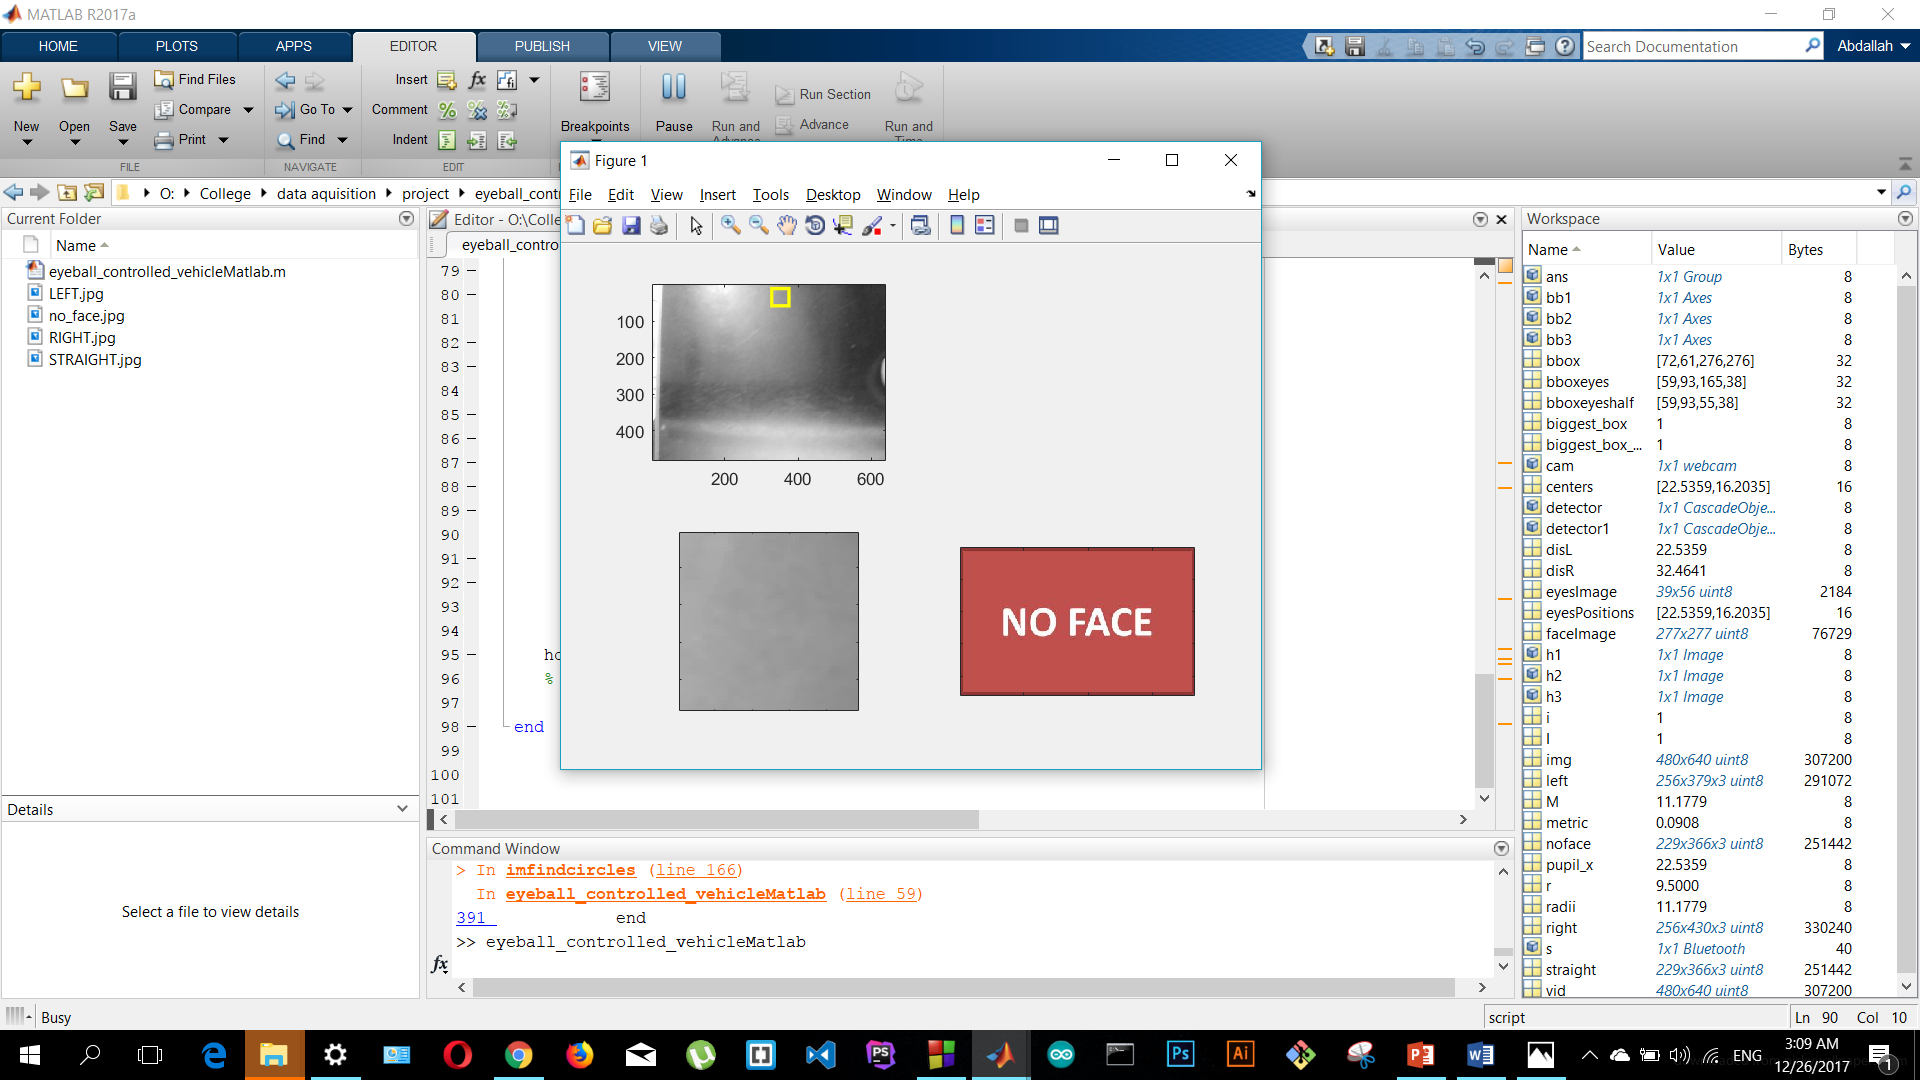 MATLAB R2017a
HOME PLOTS APPS EDITOR PUBLISH VIEW
Search Documentation
Abdallah
New Open Save
Find Files
Compare
Print
Go To
Find
Insert
Comment
Indent
Breakpoints
Pause
Run and
Advance
Run Section
Advance
Run and
Time
FILE NAVIGATE EDIT
O: College data aquisition project eyeball_cont
Current Folder
Name
eyeball_controlled_vehicleMatlab.m
LEFT.jpg
no_face.jpg
RIGHT.jpg
STRAIGHT.jpg
Details
Select a file to view details
Editor - O:\Colle
eyeball_contro
79
80
81
82
83
84
85
86
87
88
89
90
91
92
93
94
95 ho
96 %
97
98 end
99
100
101
Figure 1
File Edit View Insert Tools Desktop Window Help
100
200
300
400
200 400 600
NO FACE
Command Window
> In imfindcircles (line 166)
In eyeball_controlled_vehicleMatlab (line 59)
391 end
>> eyeball_controlled_vehicleMatlab
fx
Workspace
Name Value Bytes
ans 1x1 Group 8
bb1 1x1 Axes 8
bb2 1x1 Axes 8
bb3 1x1 Axes 8
bbox [72,61,276,276] 32
bboxeyes [59,93,165,38] 32
bboxeyeshalf [59,93,55,38] 32
biggest_box 1 8
biggest_box_... 1 8
cam 1x1 webcam 8
centers [22.5359,16.2035] 16
detector 1x1 CascadeObje... 8
detector1 1x1 CascadeObje... 8
disL 22.5359 8
disR 32.4641 8
eyesImage 39x56 uint8 2184
eyesPositions [22.5359,16.2035] 16
faceImage 277x277 uint8 76729
h1 1x1 Image 8
h2 1x1 Image 8
h3 1x1 Image 8
i 1 8
l 1 8
img 480x640 uint8 307200
left 256x379x3 uint8 291072
M 11.1779 8
metric 0.0908 8
noface 229x366x3 uint8 251442
pupil_x 22.5359 8
r 9.5000 8
radii 11.1779 8
right 256x430x3 uint8 330240
s 1x1 Bluetooth 40
straight 229x366x3 uint8 251442
vid 480x640 uint8 307200
Busy
script
Ln 90 Col 10
ENG
3:09 AM
12/26/2017
1